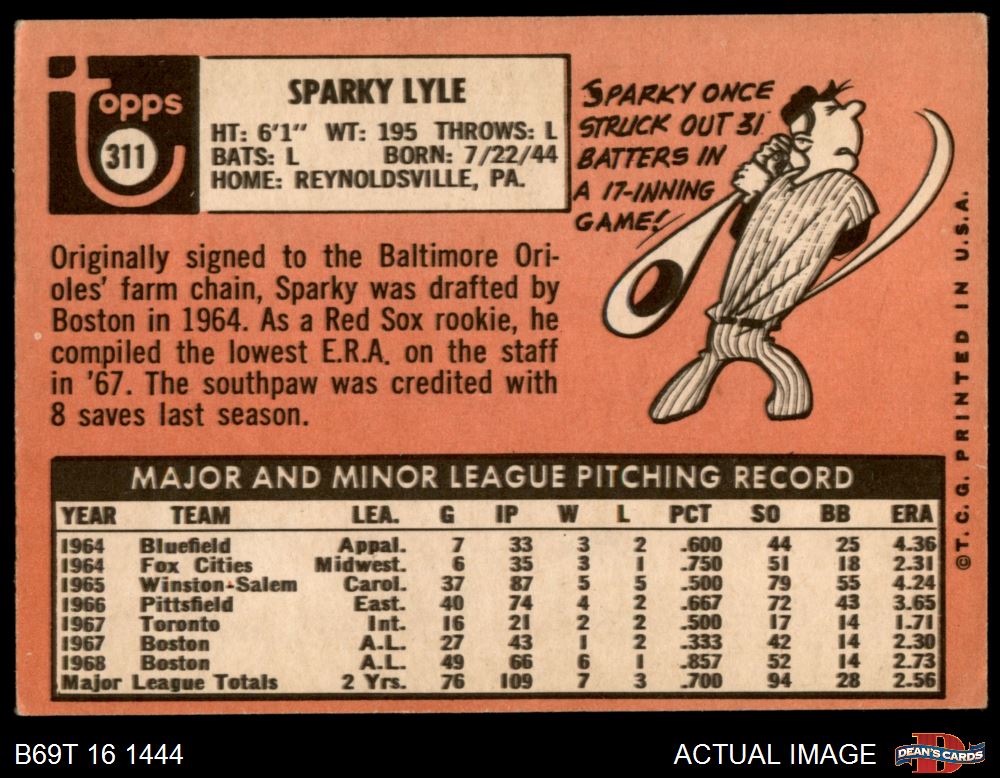 Topps
311
SPARKY LYLE
HT: 6'1" WT: 195 THROWS: L
BATS: L BORN: 7/22/44
HOME: REYNOLDSVILLE, PA.
SPARKY ONCE
STRUCK OUT 31
BATTERS IN
A 17-INNING
GAME!
Originally signed to the Baltimore Ori-
oles' farm chain, Sparky was drafted by
Boston in 1964. As a Red Sox rookie, he
compiled the lowest E.R.A. on the staff
in '67. The southpaw was credited with
8 saves last season.
MAJOR AND MINOR LEAGUE PITCHING RECORD
YEAR TEAM LEA. G IP W L PCT SO BB ERA
1964 Bluefield Appal. 7 33 3 2 .600 44 25 4.36
1964 Fox Cities Midwest. 6 35 3 1 .750 51 18 2.31
1965 Winston-Salem Carol. 37 87 5 5 .500 79 55 4.24
1966 Pittsfield East. 40 74 4 2 .667 72 43 3.65
1967 Toronto Int. 16 21 2 2 .500 17 14 1.71
1967 Boston A.L. 27 43 1 2 .333 42 14 2.30
1968 Boston A.L. 49 66 6 1 .857 52 14 2.73
Major League Totals 2 Yrs. 76 109 7 3 .700 94 28 2.56
©T.C.G. PRINTED IN U.S.A.
B69T 16 1444
ACTUAL IMAGE
DEAN'S CARDS